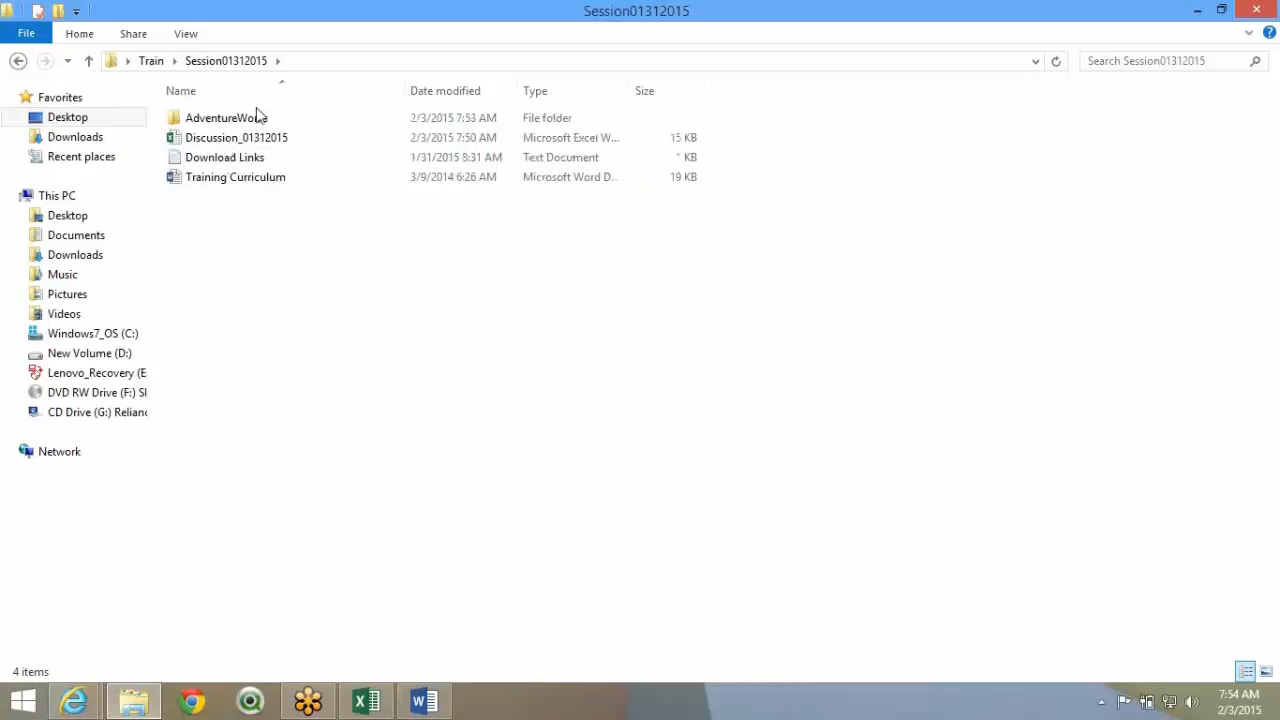 Session01312015
File Home Share View
Train Session01312015
Search Session01312015
Name Date modified Type Size
Favorites
Desktop
Downloads
Recent places
This PC
Desktop
Documents
Downloads
Music
Pictures
Videos
Windows7_OS (C:)
New Volume (D:)
Lenovo_Recovery (E
DVD RW Drive (F:) SI
CD Drive (G:) Relianc
Network
2/3/2015 7:53 AM File folder
Discussion_01312015 2/3/2015 7:50 AM Microsoft Excel W... 15 KB
Download Links 1/31/2015 8:31 AM Text Document 1 KB
Training Curriculum 3/9/2014 6:26 AM Microsoft Word D... 19 KB
4 items
7:54 AM
2/3/2015